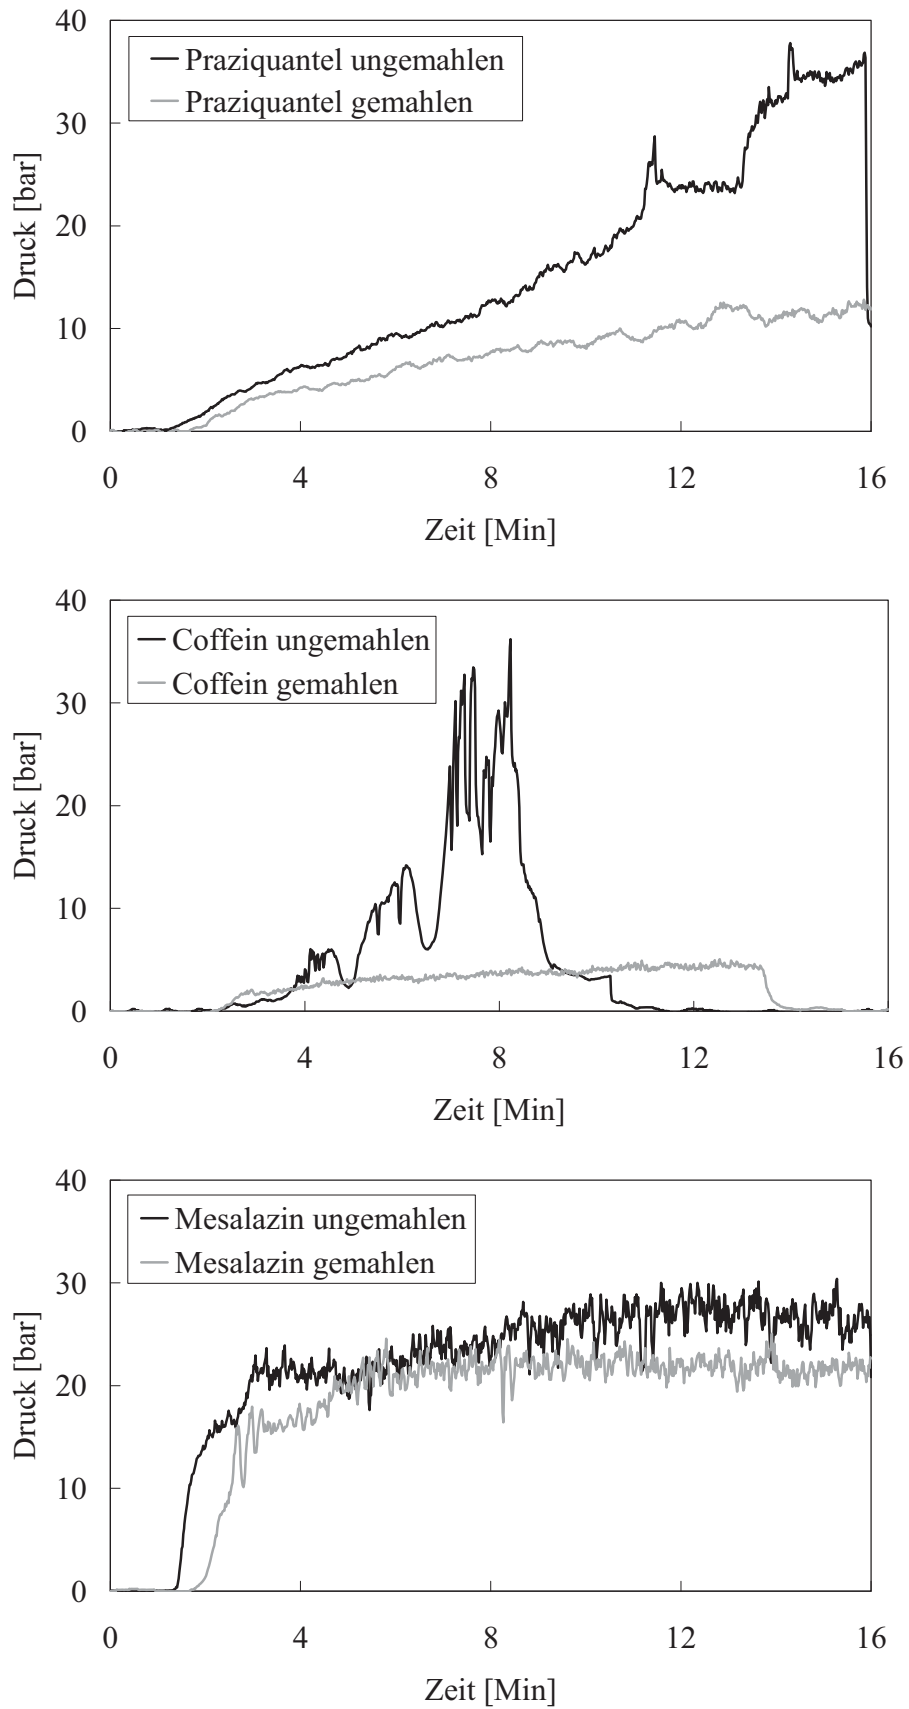 40
Praziquantel ungemahlen
Praziquantel gemahlen
30
20
10
0
Druck [bar]
0 4 8 12 16
Zeit [Min]
40
Coffein ungemahlen
Coffein gemahlen
30
20
10
0
Druck [bar]
0 4 8 12 16
Zeit [Min]
40
Mesalazin ungemahlen
Mesalazin gemahlen
30
20
10
0
Druck [bar]
0 4 8 12 16
Zeit [Min]